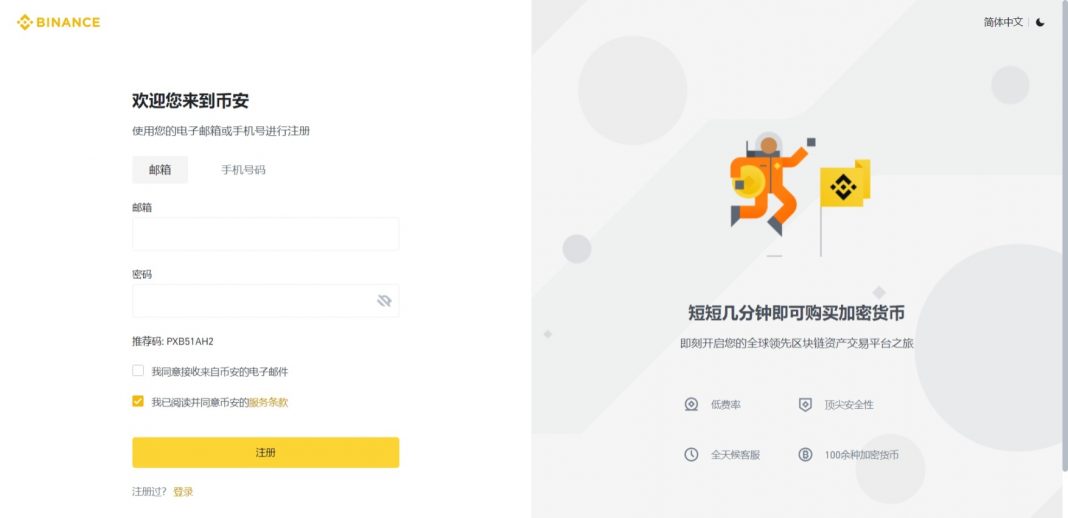 BINANCE
简体中文
欢迎您来到币安
使用您的电子邮箱或手机号进行注册
邮箱
手机号码
邮箱
密码
推荐码: PXB51AH2
我同意接收来自币安的电子邮件
我已阅读并同意币安的服务条款
注册
注册过? 登录
短短几分钟即可购买加密货币
即刻开启您的全球领先区块链资产交易平台之旅
低费率
顶尖安全性
全天候客服
100余种加密货币